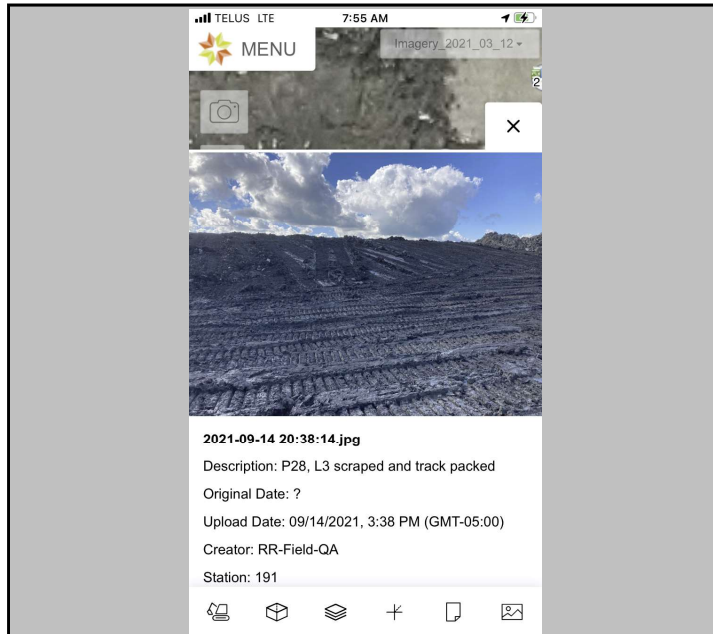 TELUS LTE 7:55 AM
MENU
Imagery_2021_03_12
2
2021-09-14 20:38:14.jpg
Description: P28, L3 scraped and track packed
Original Date: ?
Upload Date: 09/14/2021, 3:38 PM (GMT-05:00)
Creator: RR-Field-QA
Station: 191